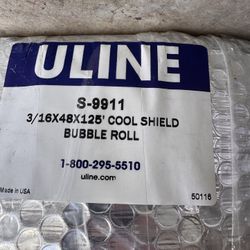 ULINE
S-9911
3/16X48X125' COOL SHIELD
BUBBLE ROLL
1-800-295-5510
uline.com
Made in USA
50116